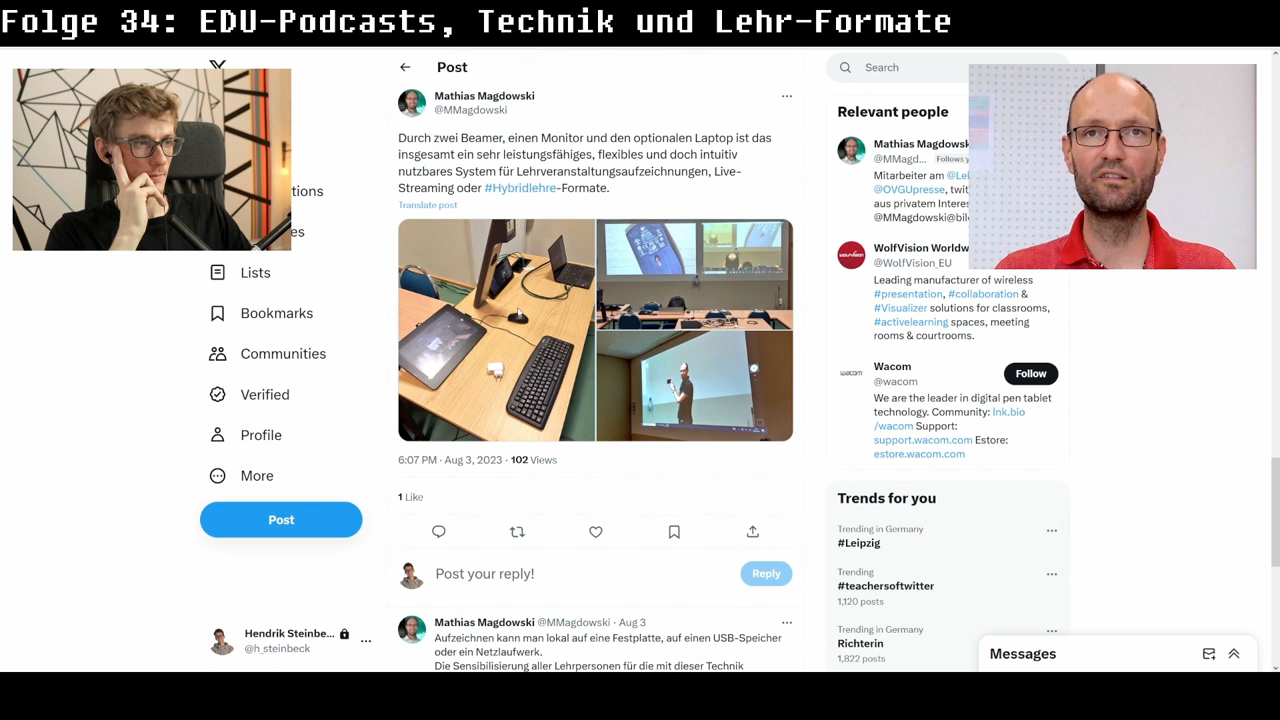 Folge 34: EDU-Podcasts, Technik und Lehr-Formate
tions
es
Lists
Bookmarks
Communities
Verified
Profile
More
Post
Hendrik Steinbe...
@h_steinbeck
Post
Mathias Magdowski
@MMagdowski
Durch zwei Beamer, einen Monitor und den optionalen Laptop ist das
insgesamt ein sehr leistungsfähiges, flexibles und doch intuitiv
nutzbares System für Lehrveranstaltungsaufzeichnungen, Live-
Streaming oder #Hybridlehre-Formate.
Translate post
6:07 PM · Aug 3, 2023 · 102 Views
1 Like
Post your reply!
Reply
Mathias Magdowski @MMagdowski · Aug 3
Aufzeichnen kann man lokal auf eine Festplatte, auf einen USB-Speicher
oder ein Netzlaufwerk.
Die Sensibilisierung aller Lehrpersonen für die mit dieser Technik
Search
Relevant people
Mathias Magdowsk
@MMagd... Follows y
Mitarbeiter am @Le
@OVGUpresse, twit
aus privatem Interes
@MMagdowski@bil
WolfVision Worldw
@WolfVision_EU
Leading manufacturer of wireless
#presentation, #collaboration &
#Visualizer solutions for classrooms,
#activelearning spaces, meeting
rooms & courtrooms.
Wacom
@wacom
Follow
We are the leader in digital pen tablet
technology. Community: lnk.bio
/wacom Support:
support.wacom.com Estore:
estore.wacom.com
Trends for you
Trending in Germany
#Leipzig
Trending
#teachersoftwitter
1,120 posts
Trending in Germany
Richterin
1,822 posts
Messages